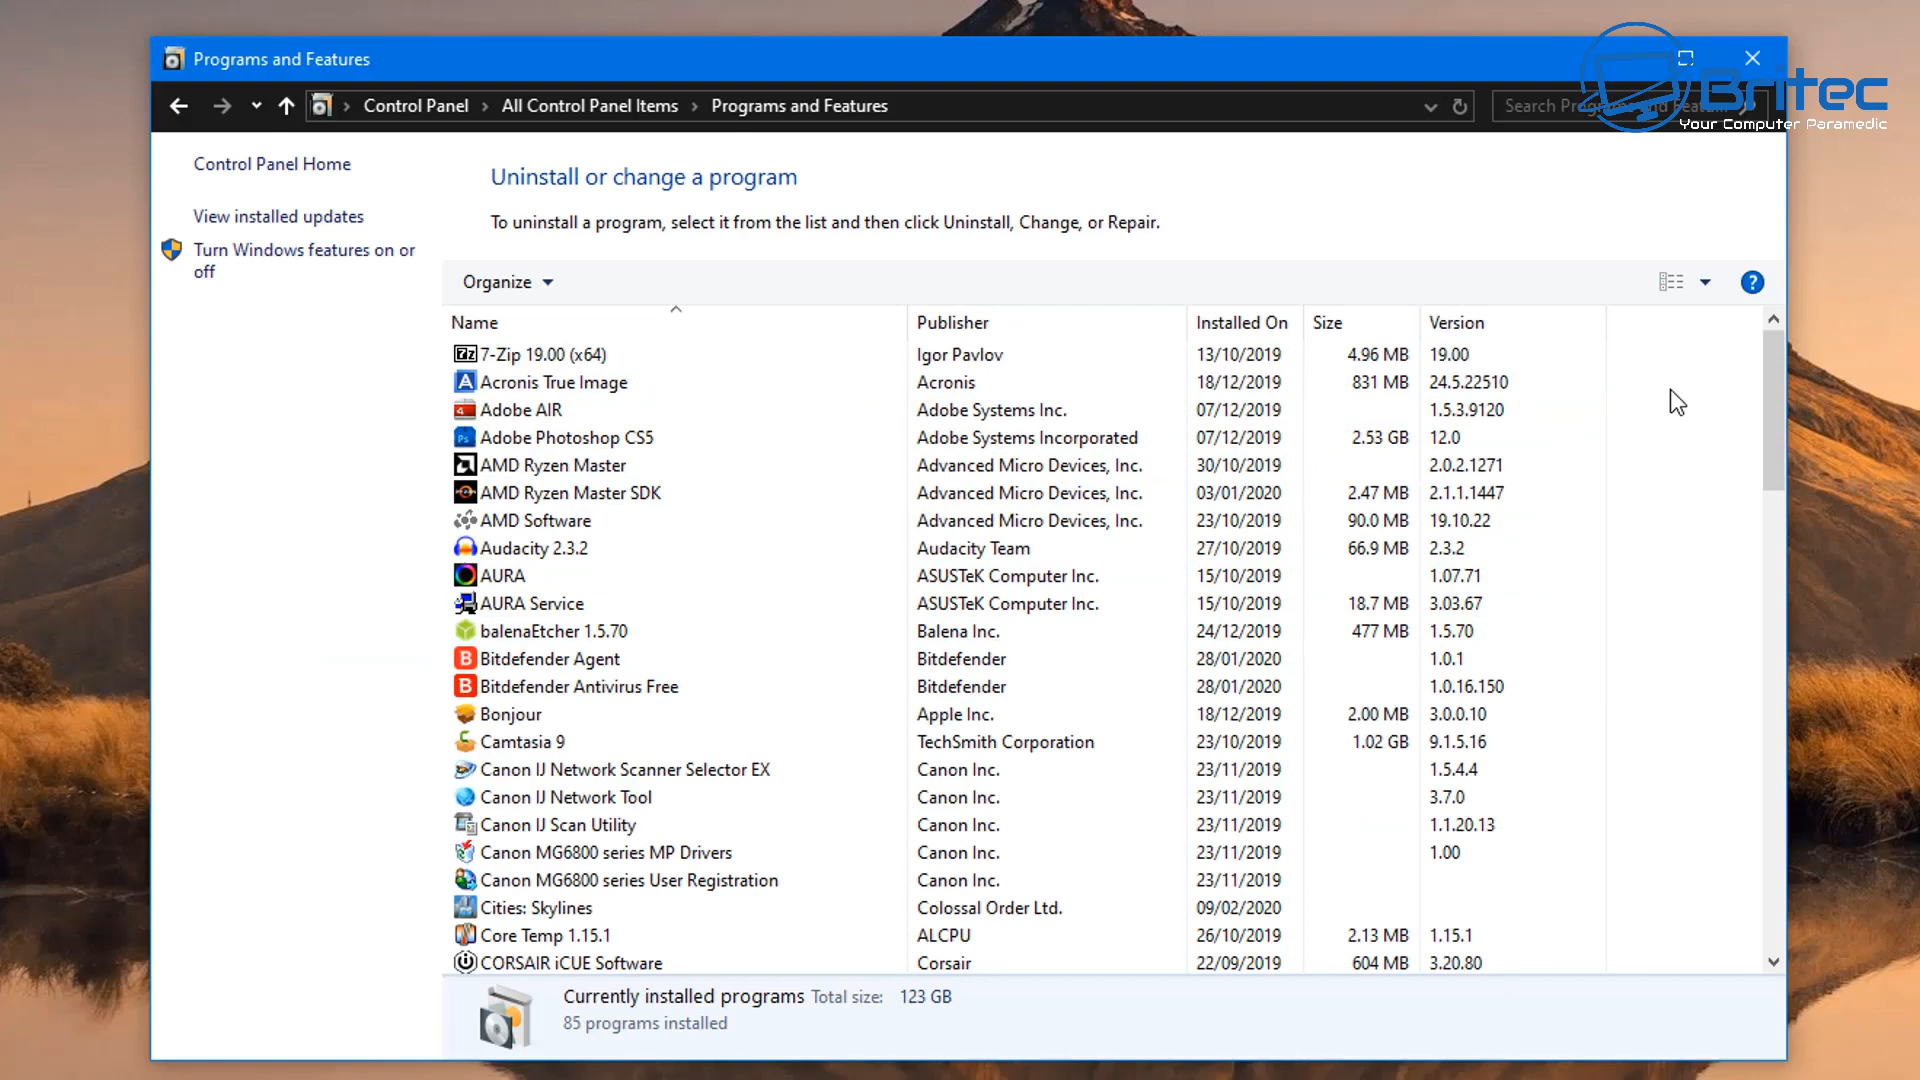 Programs and Features
Britec
Your Computer Paramedic
Control Panel > All Control Panel Items > Programs and Features
Search Programs and Featu
Control Panel Home
View installed updates
Turn Windows features on or
off
Uninstall or change a program
To uninstall a program, select it from the list and then click Uninstall, Change, or Repair.
Organize
Name Publisher Installed On Size Version
7-Zip 19.00 (x64) Igor Pavlov 13/10/2019 4.96 MB 19.00
Acronis True Image Acronis 18/12/2019 831 MB 24.5.22510
Adobe AIR Adobe Systems Inc. 07/12/2019 1.5.3.9120
Adobe Photoshop CS5 Adobe Systems Incorporated 07/12/2019 2.53 GB 12.0
AMD Ryzen Master Advanced Micro Devices, Inc. 30/10/2019 2.0.2.1271
AMD Ryzen Master SDK Advanced Micro Devices, Inc. 03/01/2020 2.47 MB 2.1.1.1447
AMD Software Advanced Micro Devices, Inc. 23/10/2019 90.0 MB 19.10.22
Audacity 2.3.2 Audacity Team 27/10/2019 66.9 MB 2.3.2
AURA ASUSTeK Computer Inc. 15/10/2019 1.07.71
AURA Service ASUSTeK Computer Inc. 15/10/2019 18.7 MB 3.03.67
balenaEtcher 1.5.70 Balena Inc. 24/12/2019 477 MB 1.5.70
Bitdefender Agent Bitdefender 28/01/2020 1.0.1
Bitdefender Antivirus Free Bitdefender 28/01/2020 1.0.16.150
Bonjour Apple Inc. 18/12/2019 2.00 MB 3.0.0.10
Camtasia 9 TechSmith Corporation 23/10/2019 1.02 GB 9.1.5.16
Canon IJ Network Scanner Selector EX Canon Inc. 23/11/2019 1.5.4.4
Canon IJ Network Tool Canon Inc. 23/11/2019 3.7.0
Canon IJ Scan Utility Canon Inc. 23/11/2019 1.1.20.13
Canon MG6800 series MP Drivers Canon Inc. 23/11/2019 1.00
Canon MG6800 series User Registration Canon Inc. 23/11/2019
Cities: Skylines Colossal Order Ltd. 09/02/2020
Core Temp 1.15.1 ALCPU 26/10/2019 2.13 MB 1.15.1
CORSAIR iCUE Software Corsair 22/09/2019 604 MB 3.20.80
Currently installed programs Total size: 123 GB
85 programs installed